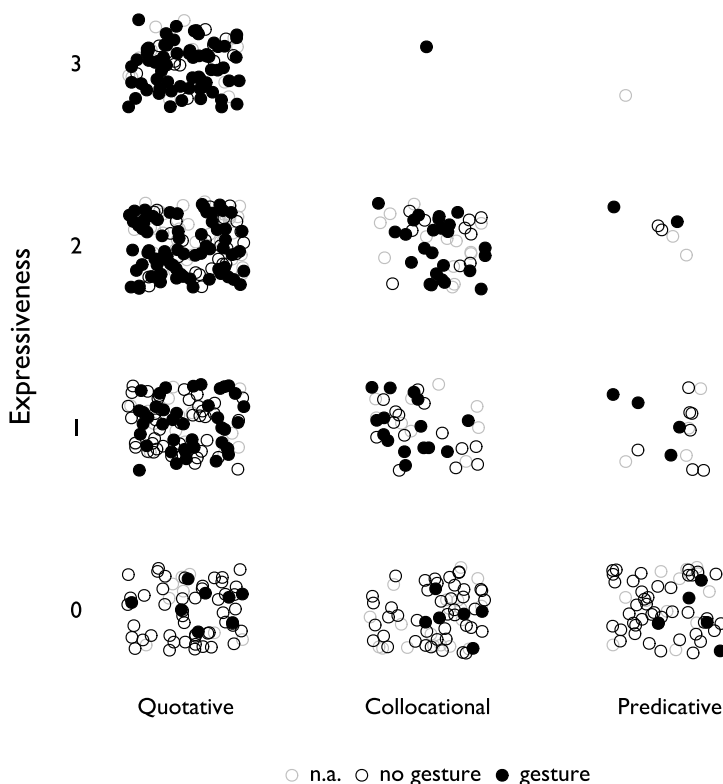 3
2
Expressiveness
1
0
Quotative Collocational Predicative
n.a. no gesture gesture